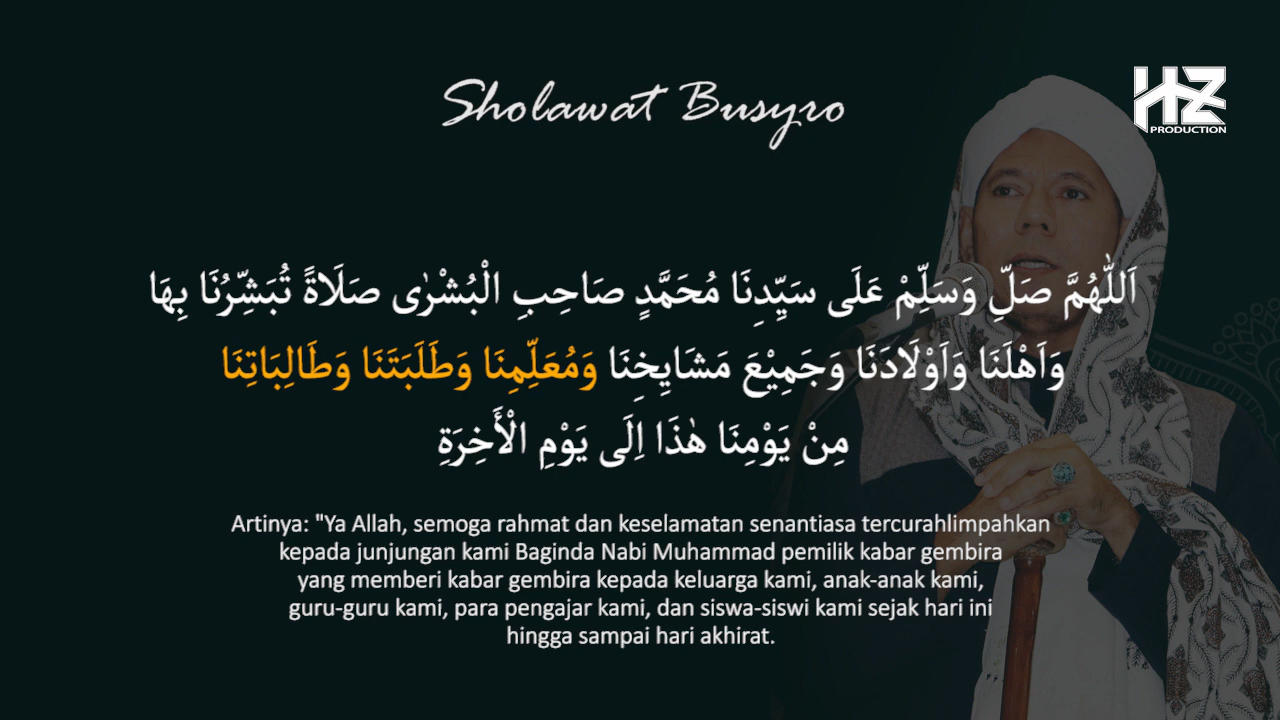 Sholawat Busyro
HZ
PRODUCTION
اَللّٰهُمَّ صَلِّ وَسَلِّمْ عَلَى سَيِّدِنَا مُحَمَّدٍ صَاحِبِ الْبُشْرٰى صَلَاةً تُبَشِّرُنَا بِهَا
وَاَهْلَنَا وَاَوْلَادَنَا وَجَمِيْعَ مَشَايِخِنَا وَمُعَلِّمِنَا وَطَلَبَتَنَا وَطَالِبَاتِنَا
مِنْ يَوْمِنَا هٰذَا اِلَى يَوْمِ الْأَخِرَةِ
Artinya: "Ya Allah, semoga rahmat dan keselamatan senantiasa tercurahlimpahkan
kepada junjungan kami Baginda Nabi Muhammad pemilik kabar gembira
yang memberi kabar gembira kepada keluarga kami, anak-anak kami,
guru-guru kami, para pengajar kami, dan siswa-siswi kami sejak hari ini
hingga sampai hari akhirat.